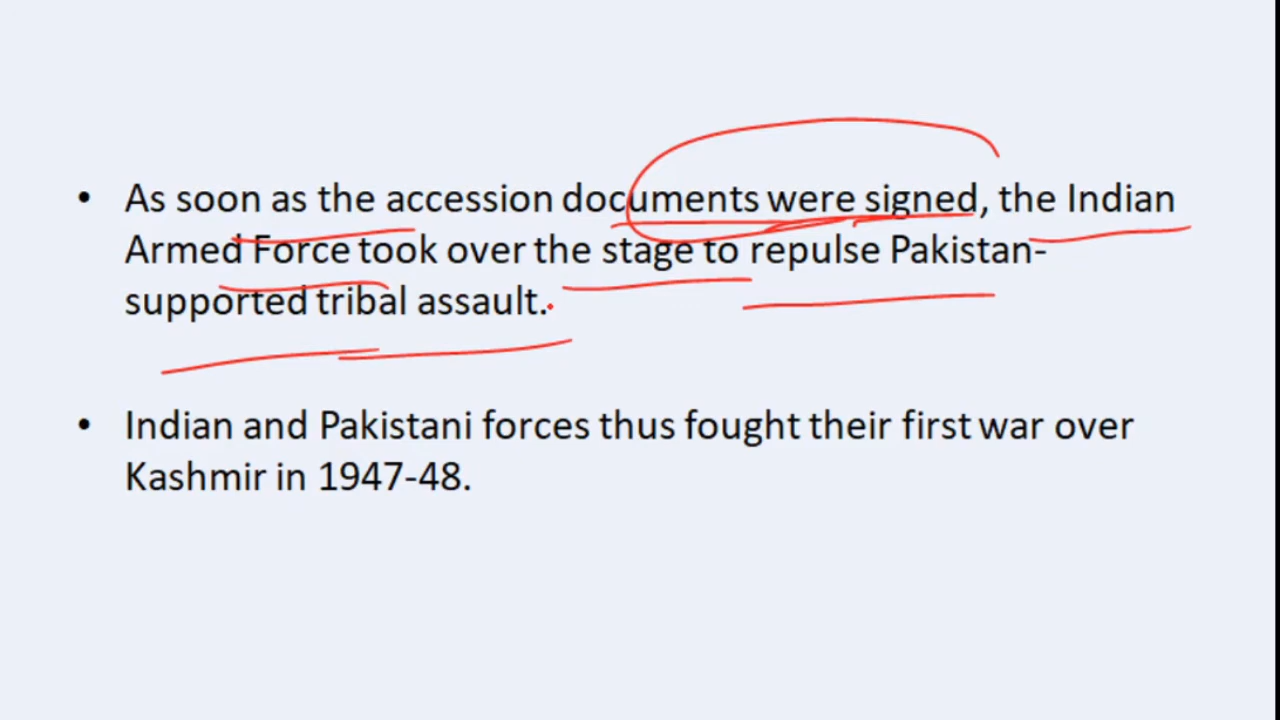 • As soon as the accession documents were signed, the Indian
Armed Force took over the stage to repulse Pakistan-
supported tribal assault.
• Indian and Pakistani forces thus fought their first war over
Kashmir in 1947-48.